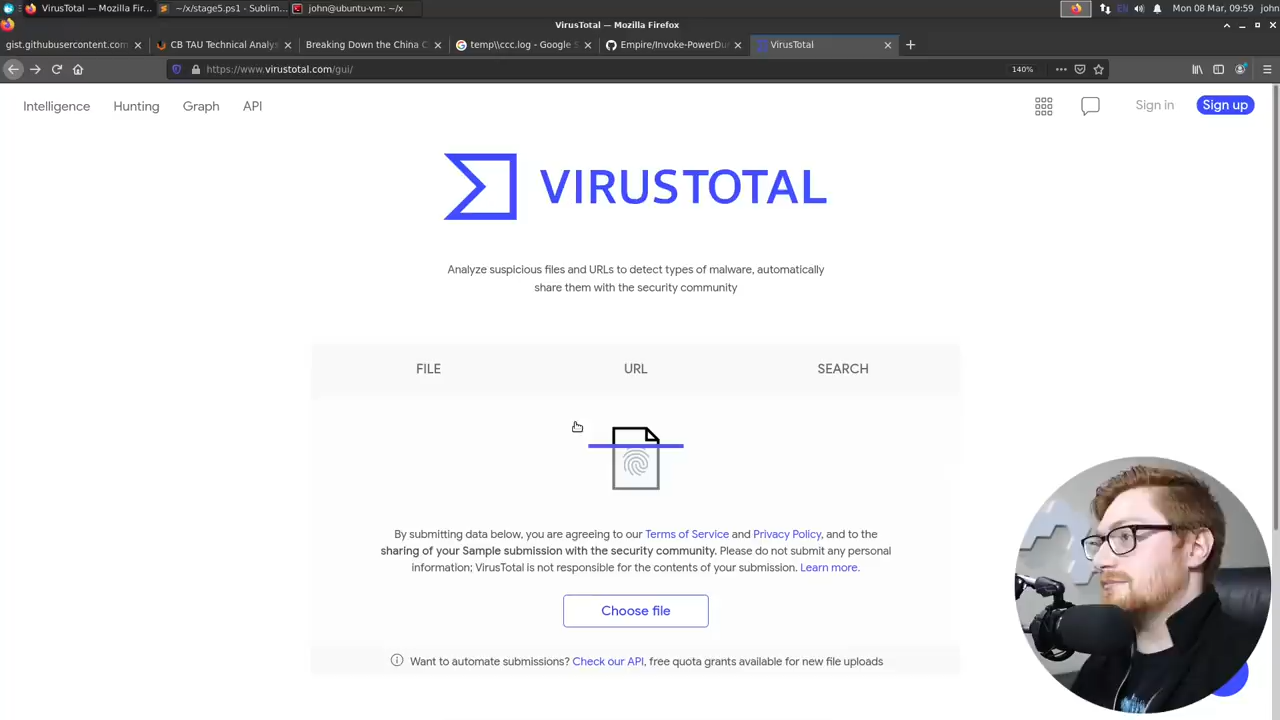 VirusTotal — Mozilla Firef...
~/x/stage5.ps1 - Sublim...
john@ubuntu-vm: ~/x
EN
Mon 08 Mar, 09:59
john
VirusTotal — Mozilla Firefox
gist.githubusercontent.com
CB TAU Technical Analys
Breaking Down the China C
temp\\ccc.log - Google S
Empire/Invoke-PowerDu
VirusTotal
https://www.virustotal.com/gui/
140%
Intelligence
Hunting
Graph
API
Sign in
Sign up
VIRUSTOTAL
Analyze suspicious files and URLs to detect types of malware, automatically
share them with the security community
FILE
URL
SEARCH
By submitting data below, you are agreeing to our Terms of Service and Privacy Policy, and to the
sharing of your Sample submission with the security community. Please do not submit any personal
information; VirusTotal is not responsible for the contents of your submission. Learn more.
Choose file
Want to automate submissions? Check our API, free quota grants available for new file uploads